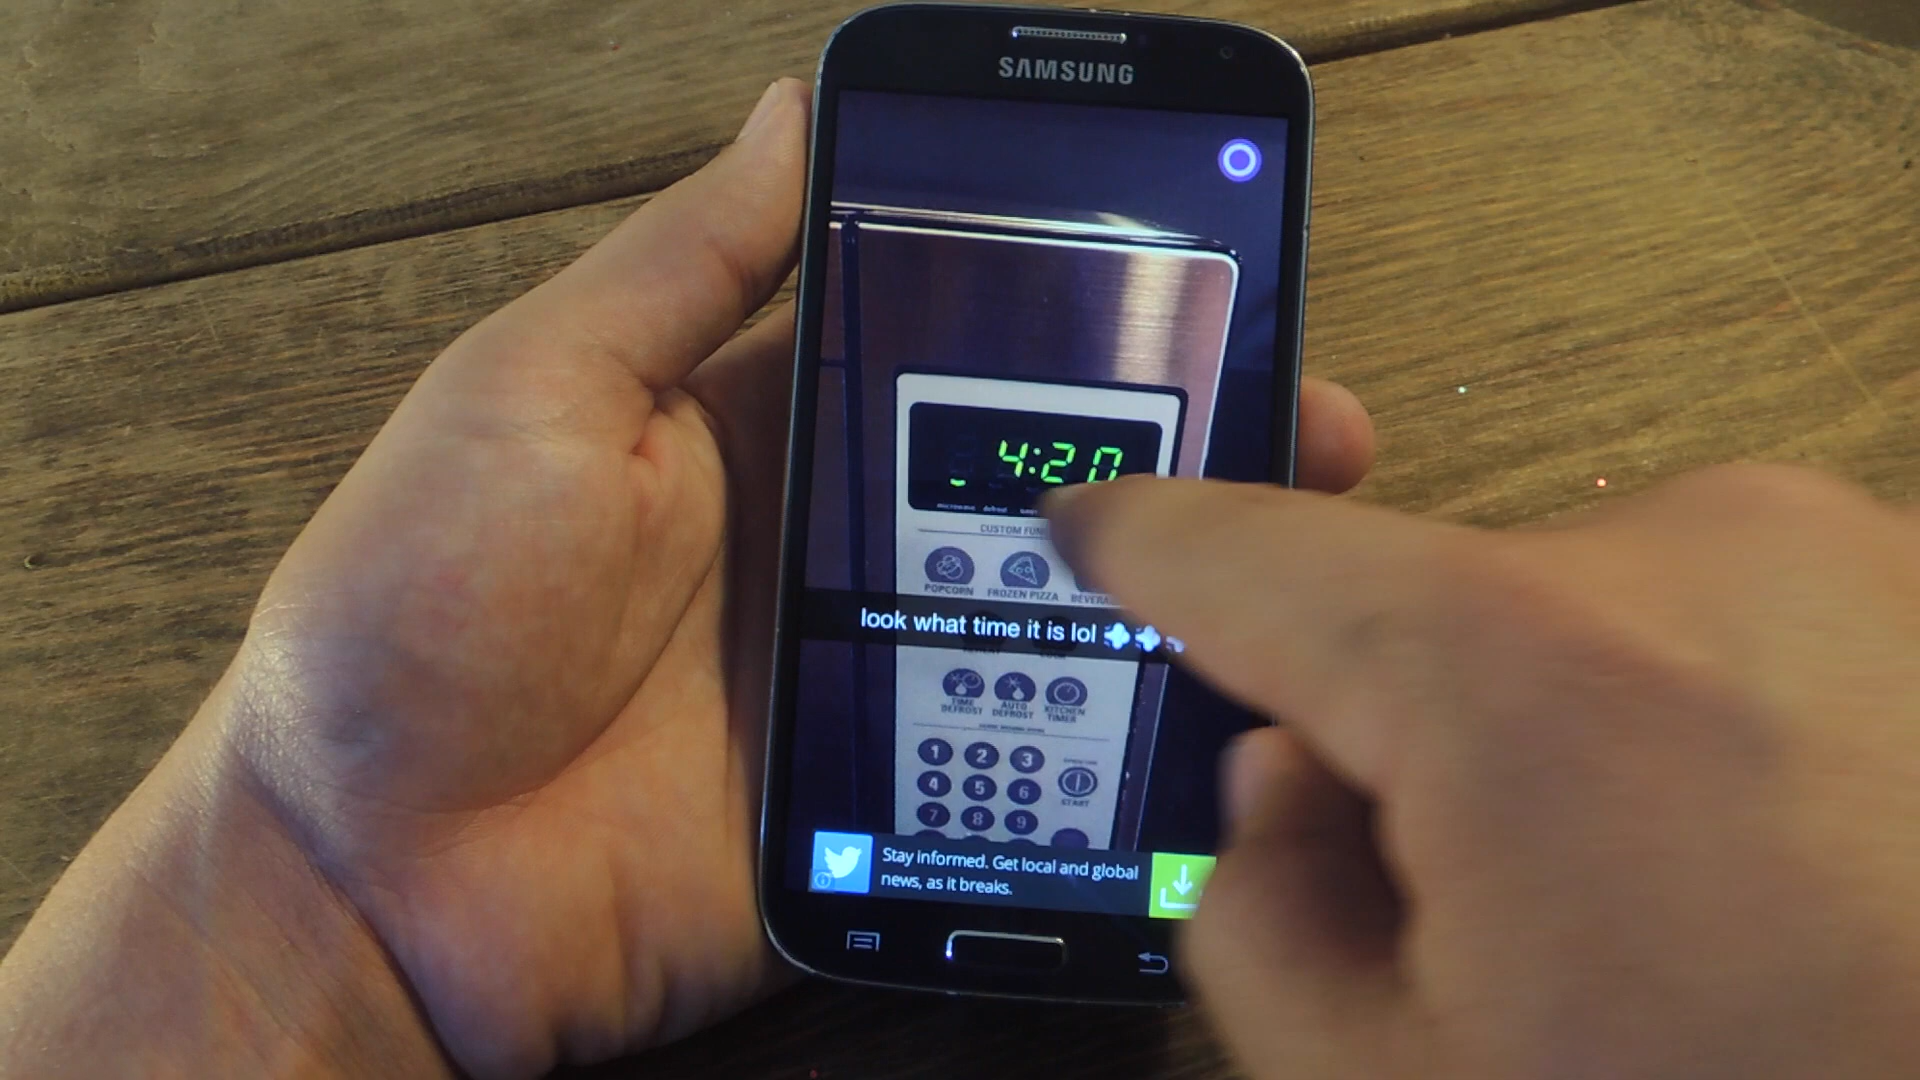 SAMSUNG
4:20
microwave defrost
CUSTOM
POPCORN
FROZEN PIZZA
look what time it is lol
TIME DEFROST
AUTO DEFROST
KITCHEN TIMER
1 2 3
4 5 6
START
7 8 9
Stay informed. Get local and global
news, as it breaks.